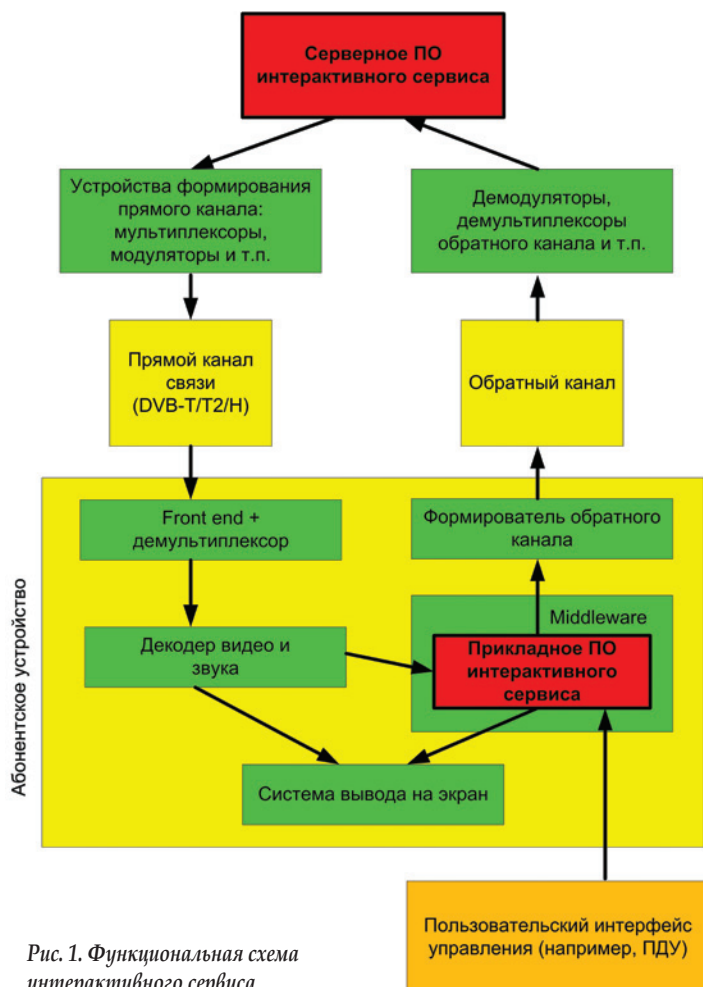 Серверное ПО
интерактивного сервиса
Устройства формирования
прямого канала:
мультиплексоры,
модуляторы и т.п.
Демодуляторы,
демультиплексоры
обратного канала и т.п.
Прямой канал
связи
(DVB-T/T2/H)
Обратный канал
Абонентское устройство
Front end +
демультиплексор
Формирователь обратного
канала
Декодер видео и
звука
Middleware
Прикладное ПО
интерактивного
сервиса
Система вывода на экран
Пользовательский интерфейс
управления (например, ПДУ)
Рис. 1. Функциональная схема
интерактивного сервиса